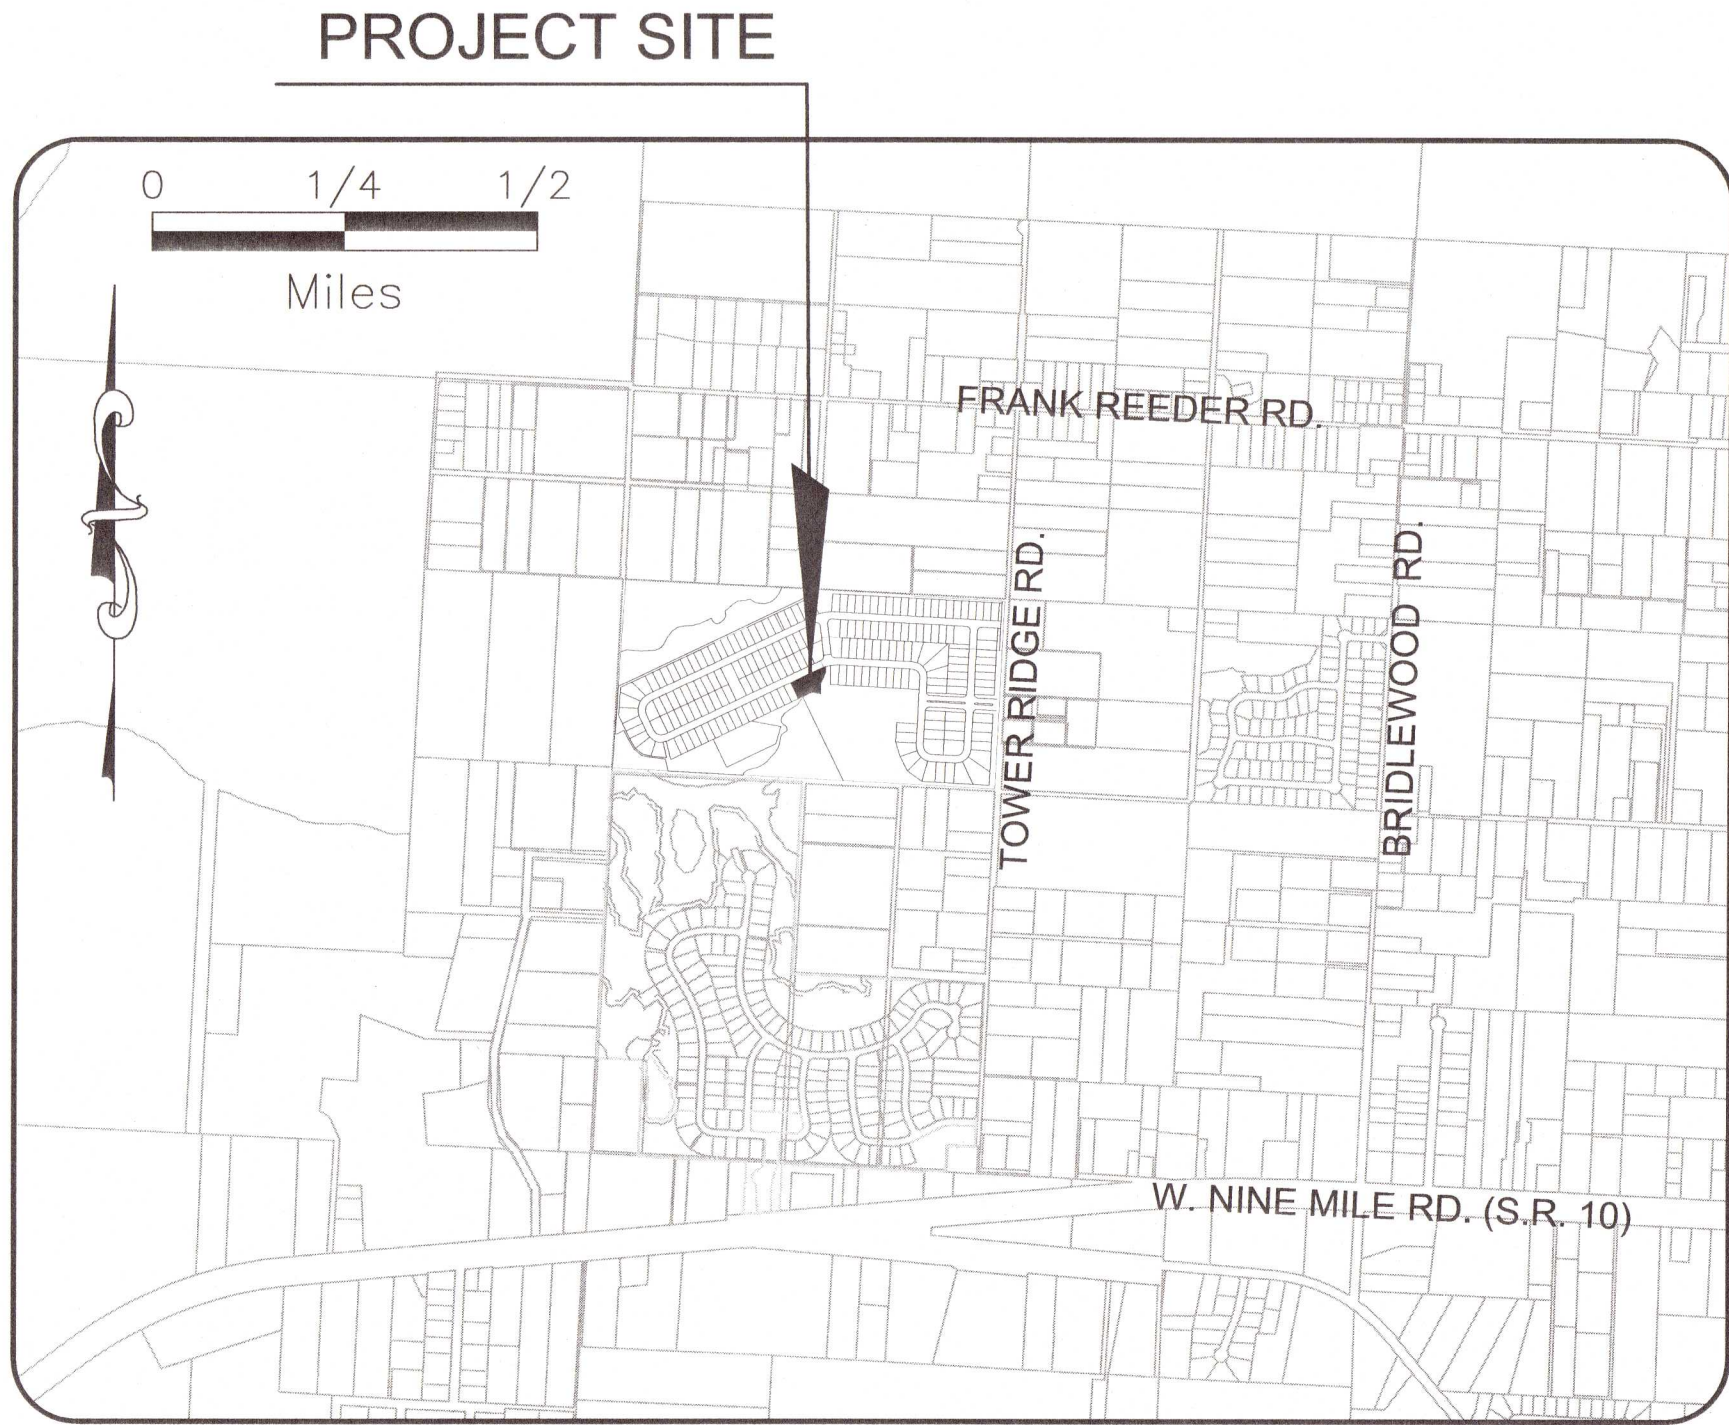 PROJECT SITE
0 1/4 1/2
Miles
FRANK REEDER RD.
TOWER RIDGE RD.
BRIDLEWOOD RD.
W. NINE MILE RD. (S.R. 10)